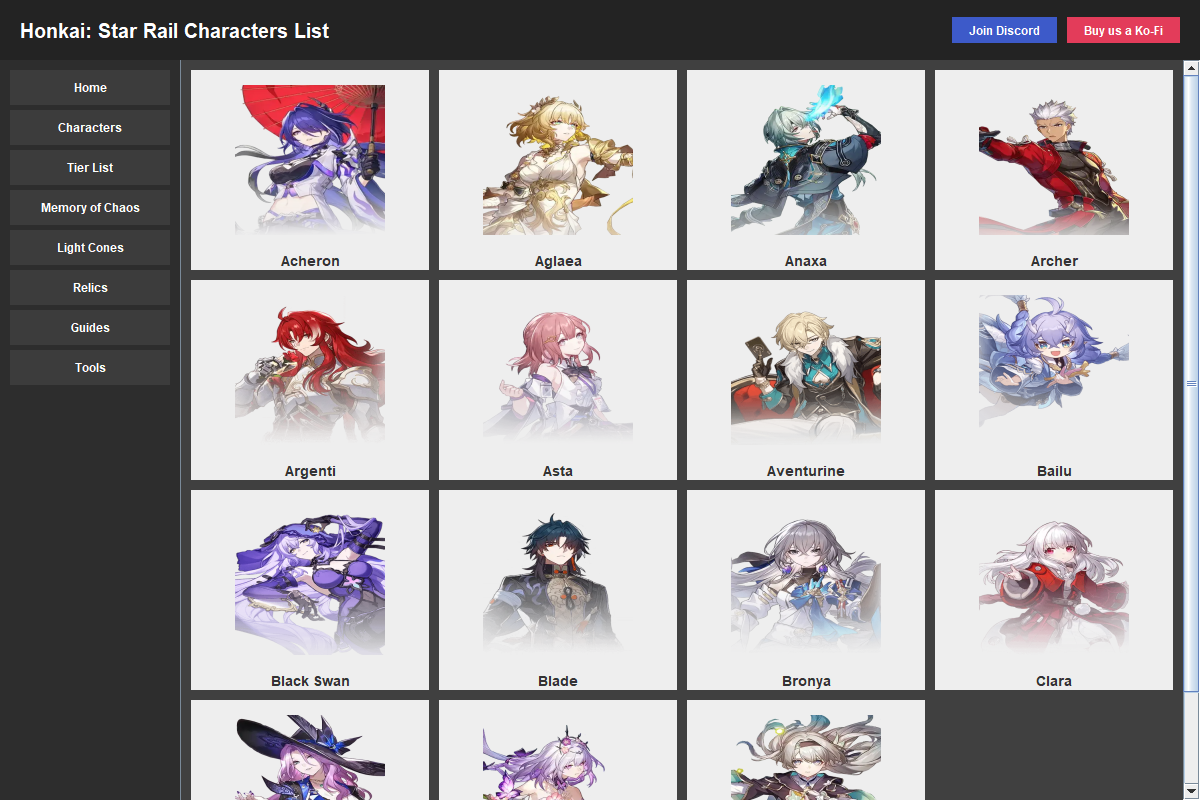 Honkai: Star Rail Characters List
Join Discord
Buy us a Ko-Fi
Home
Characters
Tier List
Memory of Chaos
Light Cones
Relics
Guides
Tools
Acheron
Aglaea
Anaxa
Archer
Argenti
Asta
Aventurine
Bailu
Black Swan
Blade
Bronya
Clara